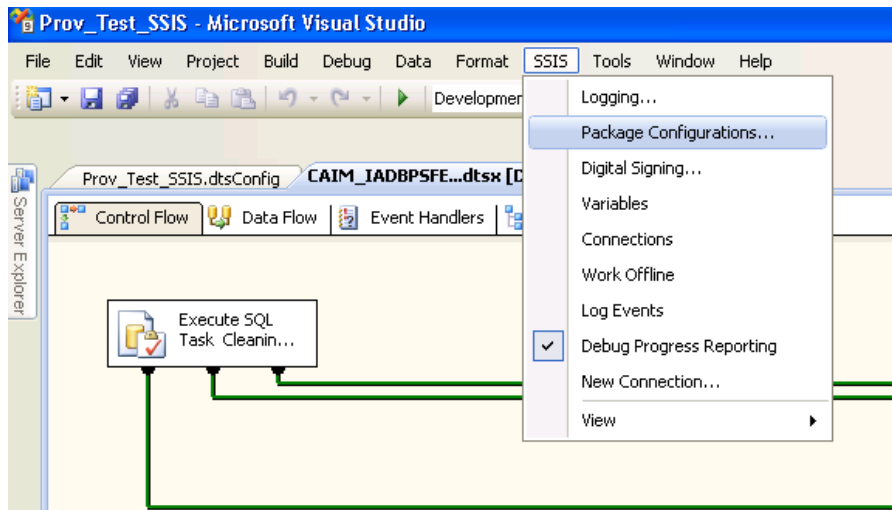 Prov_Test_SSIS - Microsoft Visual Studio
File Edit View Project Build Debug Data Format SSIS Tools Window Help
Developmer
Logging...
Package Configurations...
Digital Signing...
Variables
Connections
Work Offline
Log Events
Debug Progress Reporting
New Connection...
View
Prov_Test_SSIS.dtsConfig CAIM_IADBPSFE...dtsx [D
Control Flow Data Flow Event Handlers
Server Explorer
Execute SQL
Task Cleanin...